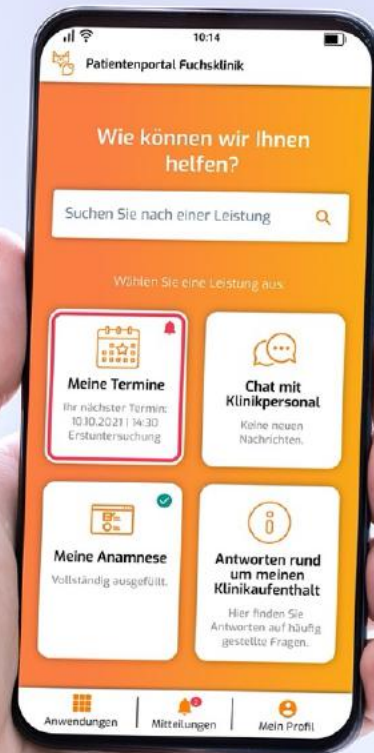 10:14
Patientenportal Fuchsklinik
Wie können wir Ihnen
helfen?
Suchen Sie nach einer Leistung
Wählen Sie eine Leistung aus:
Meine Termine
Ihr nächster Termin:
10.10.2021 | 14:30
Erstuntersuchung
Chat mit
Klinikpersonal
Keine neuen
Nachrichten.
Meine Anamnese
Vollständig ausgefüllt.
Antworten rund
um meinen
Klinikaufenthalt
Hier finden Sie
Antworten auf häufig
gestellte Fragen.
Anwendungen
Mitteilungen
Mein Profil